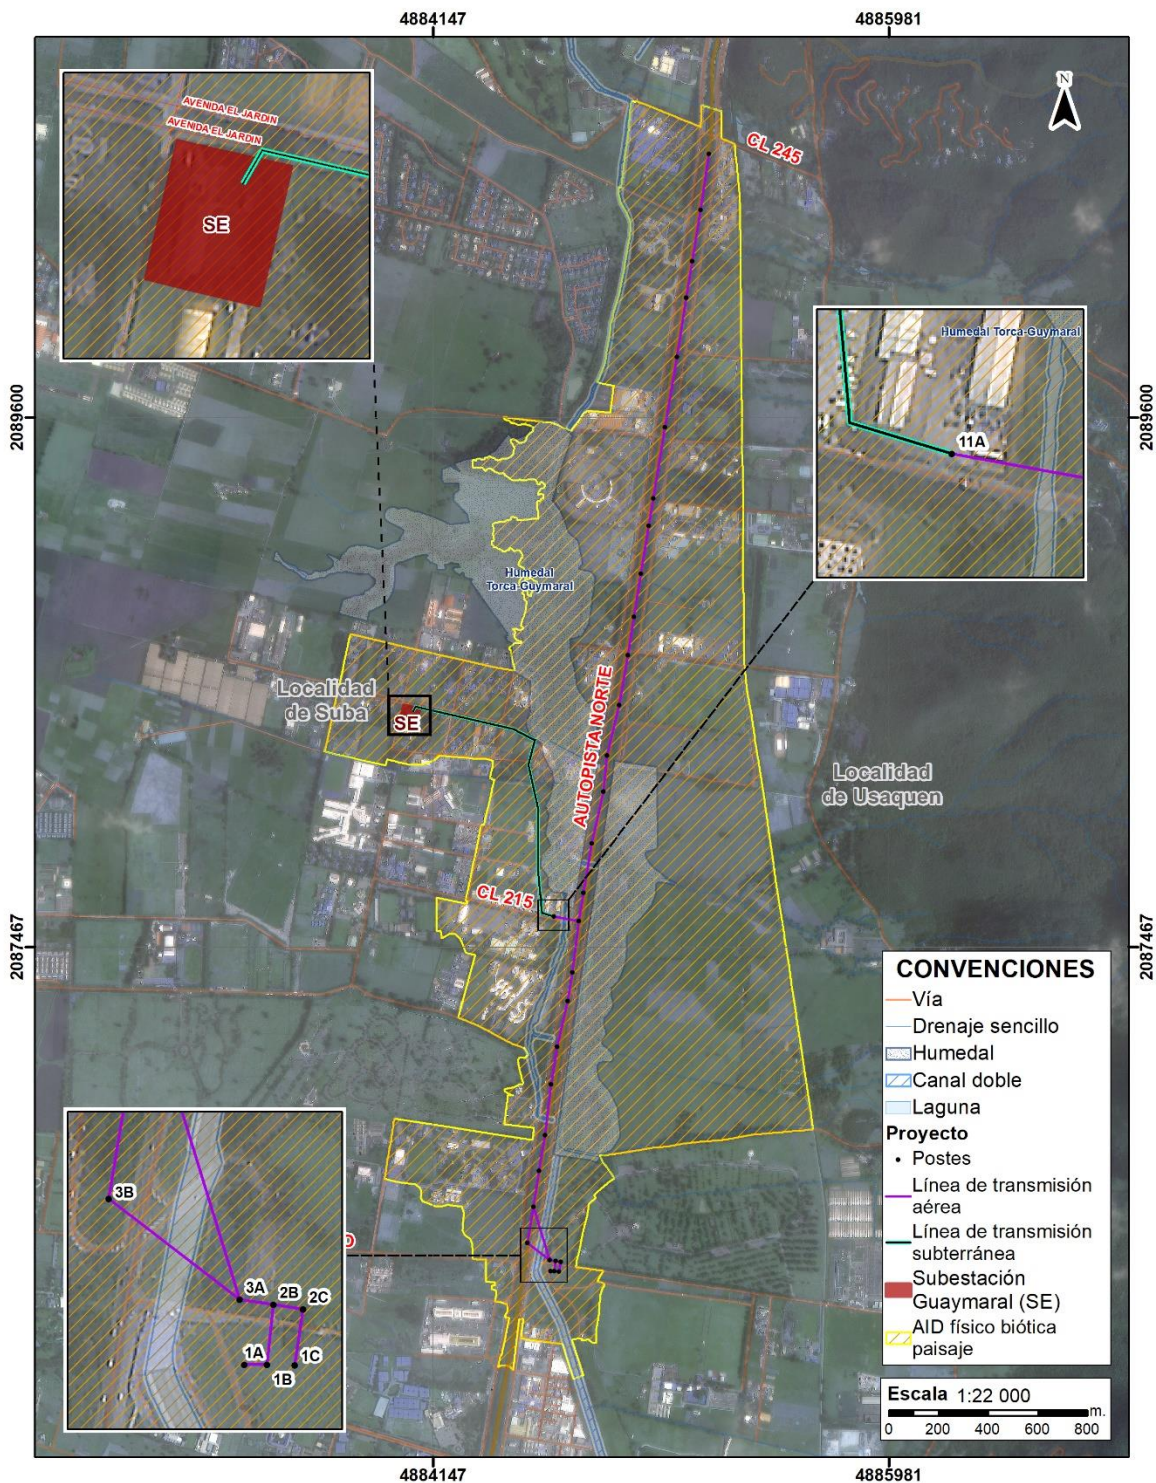 4884147
4885981
N
AVENIDA EL JARDIN
AVENIDA EL JARDIN
SE
CL 245
2089600
2089600
Humedal Torca-Guymaral
11A
Humedal
Torca-Guymaral
Localidad
de Suba
SE
AUTOPISTA NORTE
Localidad
de Usaquen
CL 215
2087467
2087467
CONVENCIONES
Vía
Drenaje sencillo
Humedal
Canal doble
Laguna
Proyecto
Postes
Línea de transmisión
aérea
Línea de transmisión
subterránea
Subestación
Guaymaral (SE)
AID físico biótica
paisaje
3B
3A
2B
2C
1A
1B
1C
Escala 1:22 000
0 200 400 600 800 m.
4884147
4885981